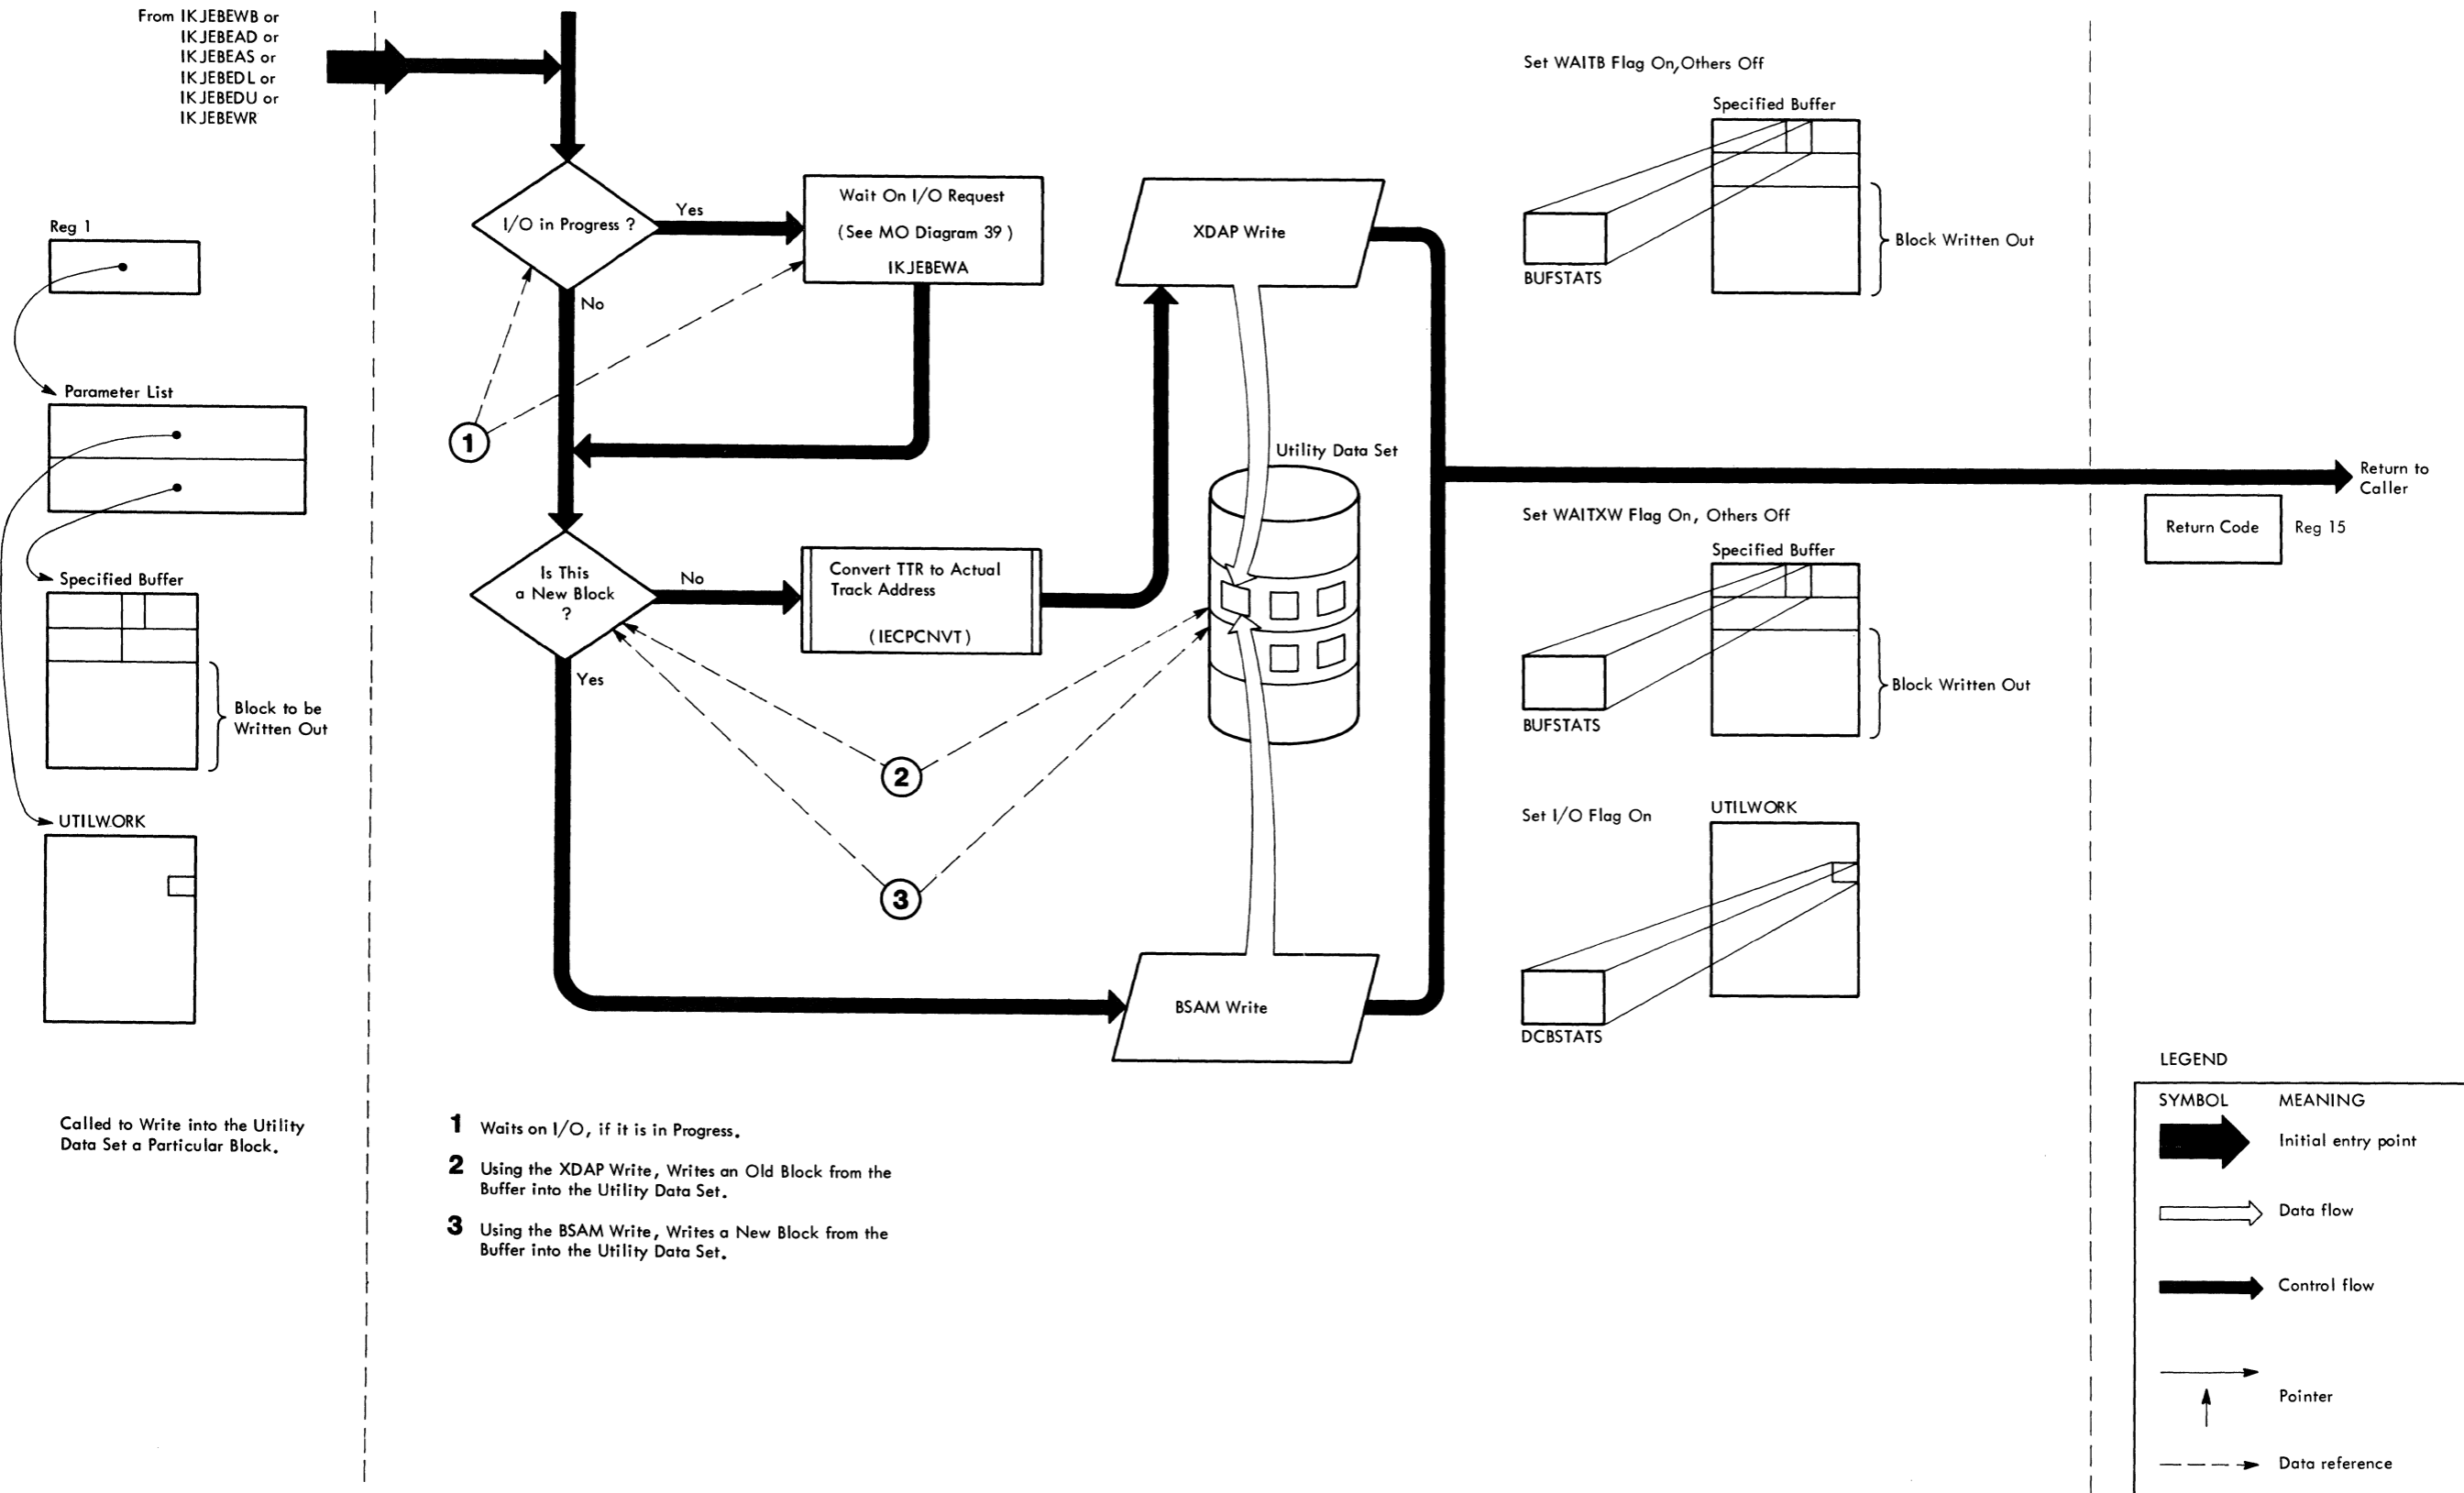 From IKJEBEWB or
IKJEBEAD or
IKJEBEAS or
IKJEBEDL or
IKJEBEDU or
IKJEBEWR
Reg 1
Parameter List
Specified Buffer
Block to be
Written Out
UTILWORK
Called to Write into the Utility
Data Set a Particular Block.
I/O in Progress ?
Yes
No
Wait On I/O Request
(See MO Diagram 39 )
IKJEBEWA
1
Is This
a New Block
?
No
Yes
Convert TTR to Actual
Track Address
(IECPCNVT)
XDAP Write
Utility Data Set
2
3
BSAM Write
1 Waits on I/O, if it is in Progress.
2 Using the XDAP Write, Writes an Old Block from the
Buffer into the Utility Data Set.
3 Using the BSAM Write, Writes a New Block from the
Buffer into the Utility Data Set.
Set WAITB Flag On,Others Off
Specified Buffer
Block Written Out
BUFSTATS
Set WAITXW Flag On, Others Off
Specified Buffer
Block Written Out
BUFSTATS
Set I/O Flag On
UTILWORK
DCBSTATS
Return to
Caller
Return Code
Reg 15
LEGEND
SYMBOL MEANING
Initial entry point
Data flow
Control flow
Pointer
Data reference